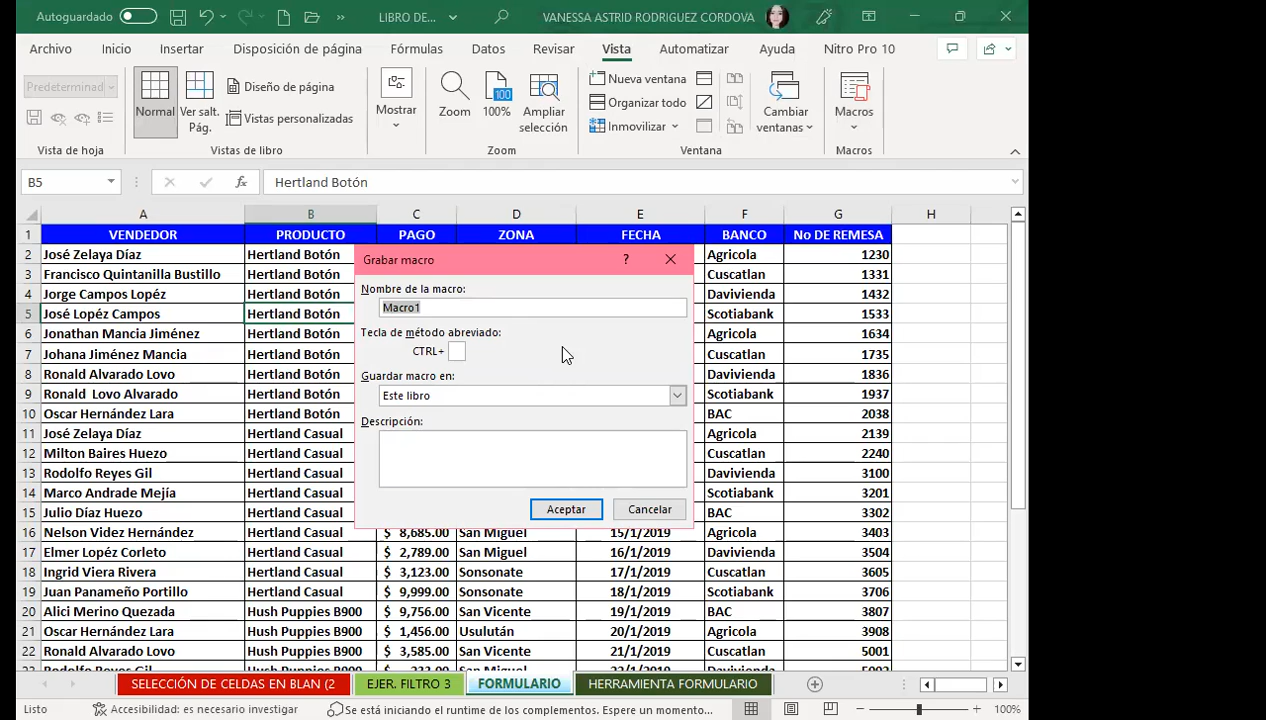 Autoguardado LIBRO DE... VANESSA ASTRID RODRIGUEZ CORDOVA
Archivo Inicio Insertar Disposición de página Fórmulas Datos Revisar Vista Automatizar Ayuda Nitro Pro 10
Predeterminad
Normal
Ver salt. Pág.
Diseño de página
Vistas personalizadas
Mostrar
Zoom
100
100%
Ampliar selección
Nueva ventana
Organizar todo
Inmovilizar
Cambiar ventanas
Macros
Vista de hoja Vistas de libro Zoom Ventana Macros
B5 fx Hertland Botón
A B C D E F G H
1 VENDEDOR PRODUCTO PAGO ZONA FECHA BANCO No DE REMESA
2 José Zelaya Díaz Hertland Botón Agricola 1230
3 Francisco Quintanilla Bustillo Hertland Botón Cuscatlan 1331
4 Jorge Campos Lopéz Hertland Botón Davivienda 1432
5 José Lopéz Campos Hertland Botón Scotiabank 1533
6 Jonathan Mancia Jiménez Hertland Botón Agricola 1634
7 Johana Jiménez Mancia Hertland Botón Cuscatlan 1735
8 Ronald Alvarado Lovo Hertland Botón Davivienda 1836
9 Ronald  Lovo Alvarado Hertland Botón Scotiabank 1937
10 Oscar Hernández Lara Hertland Botón BAC 2038
11 José Zelaya Díaz Hertland Casual Agricola 2139
12 Milton Baires Huezo Hertland Casual Cuscatlan 2240
13 Rodolfo Reyes Gil Hertland Casual Davivienda 3100
14 Marco Andrade Mejía Hertland Casual Scotiabank 3201
15 Julio Díaz Huezo Hertland Casual BAC 3302
16 Nelson Videz Hernández Hertland Casual $ 8,685.00 San Miguel 15/1/2019 Agricola 3403
17 Elmer Lopéz Corleto Hertland Casual $ 2,789.00 San Miguel 16/1/2019 Davivienda 3504
18 Ingrid Viera Rivera Hertland Casual $ 3,123.00 Sonsonate 17/1/2019 Cuscatlan 3605
19 Juan Panameño Portillo Hertland Casual $ 9,999.00 Sonsonate 18/1/2019 Scotiabank 3706
20 Alici Merino Quezada Hush Puppies B900 $ 9,756.00 San Vicente 19/1/2019 BAC 3807
21 Oscar Hernández Lara Hush Puppies B900 $ 1,456.00 Usulután 20/1/2019 Agricola 3908
22 Ronald Alvarado Lovo Hush Puppies B900 $ 3,585.00 San Vicente 21/1/2019 Cuscatlan 5001
Grabar macro ?
Nombre de la macro:
Macro1
Tecla de método abreviado:
CTRL+
Guardar macro en:
Este libro
Descripción:
Aceptar Cancelar
SELECCIÓN DE CELDAS EN BLAN (2 EJER. FILTRO 3 FORMULARIO HERRAMIENTA FORMULARIO
Listo Accesibilidad: es necesario investigar Se está iniciando el runtime de los complementos. Espere un momento... 100%